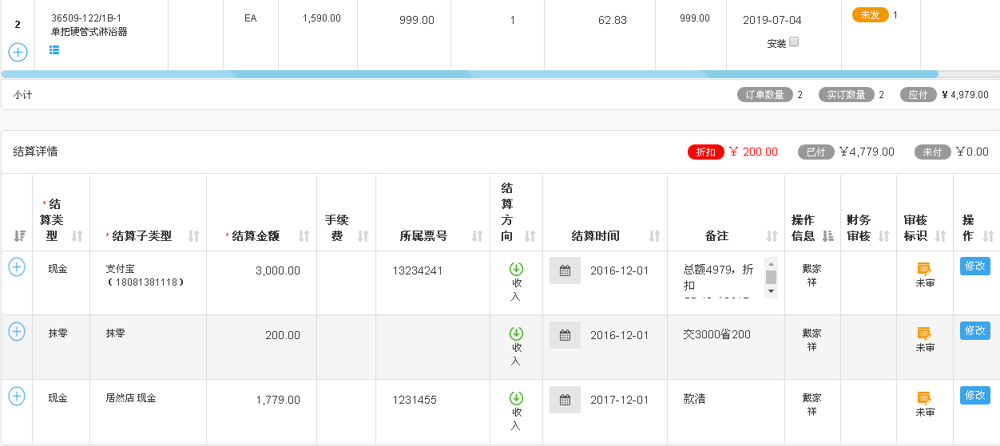 2
36509-122/1B-1
单把硬管式淋浴器
EA
1,590.00
999.00
1
62.83
999.00
2019-07-04
安装
未发 1
小计
订单数量 2 实订数量 2 应付 ¥ 4,979.00
结算详情
折扣 ¥ 200.00 已付 ¥4,779.00 未付 ¥0.00
* 结算类型
* 结算子类型
* 结算金额
手续费
所属票号
结算方向
结算时间
备注
操作信息
财务审核
审核标识
操作
现金
支付宝
（18081381118）
3,000.00
13234241
收入
2016-12-01
总额4979，折
扣
戴家祥
未审
修改
抹零
抹零
200.00
收入
2016-12-01
交3000省200
戴家祥
未审
修改
现金
居然店 现金
1,779.00
1231455
收入
2017-12-01
款清
戴家祥
未审
修改